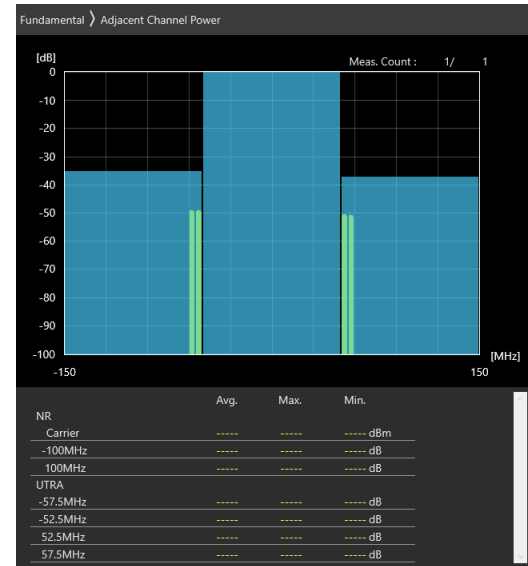 Fundamental 〉 Adjacent Channel Power
[dB]
Meas. Count : 1/ 1
0
-10
-20
-30
-40
-50
-60
-70
-80
-90
-100
[MHz]
-150 150
Avg. Max. Min.
NR
Carrier ----- ----- ----- dBm
-100MHz ----- ----- ----- dB
100MHz ----- ----- ----- dB
UTRA
-57.5MHz ----- ----- ----- dB
-52.5MHz ----- ----- ----- dB
52.5MHz ----- ----- ----- dB
57.5MHz ----- ----- ----- dB